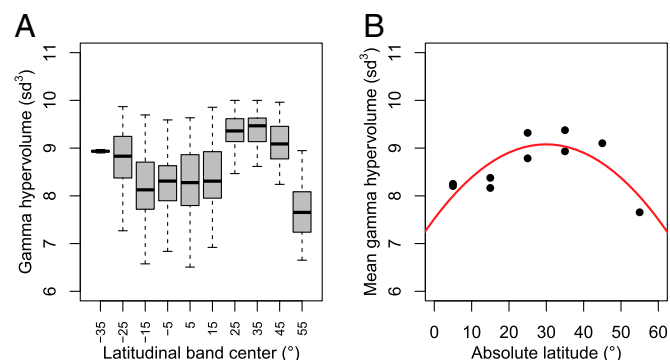 A
Gamma hypervolume (sd³)
11
10
9
8
7
6
−35 −25 −15 −5 5 15 25 35 45 55
Latitudinal band center (°)
B
Mean gamma hypervolume (sd³)
11
10
9
8
7
6
0 10 20 30 40 50 60
Absolute latitude (°)